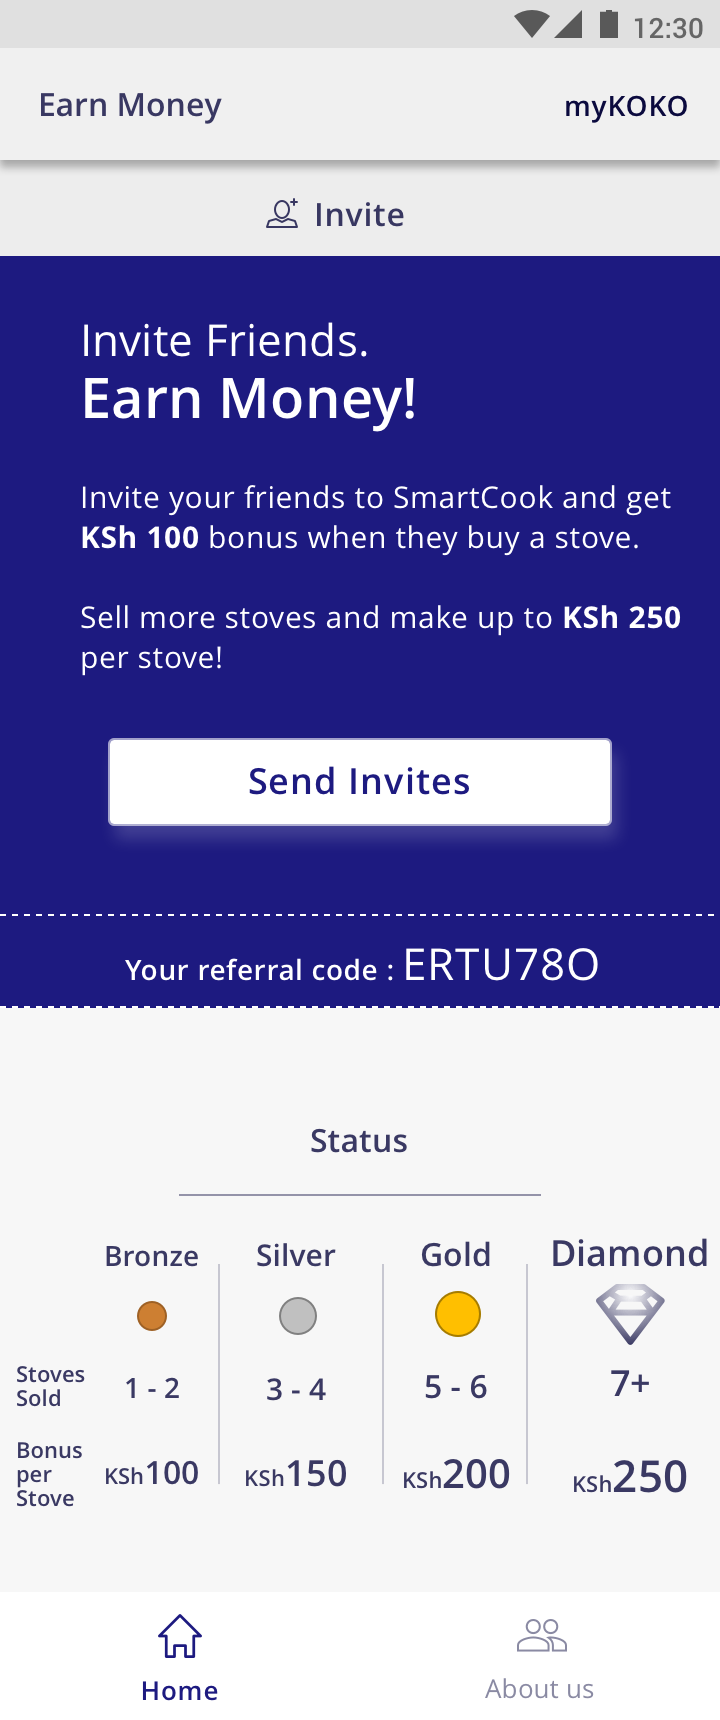 12:30
Earn Money
myKOKO
Invite
Invite Friends.
Earn Money!
Invite your friends to SmartCook and get
KSh 100 bonus when they buy a stove.
Sell more stoves and make up to KSh 250
per stove!
Send Invites
Your referral code : ERTU78O
Status
Bronze Silver Gold Diamond
Stoves
Sold
1 - 2 3 - 4 5 - 6 7+
Bonus
per
Stove
KSh100 KSh150 KSh200 KSh250
Home
About us